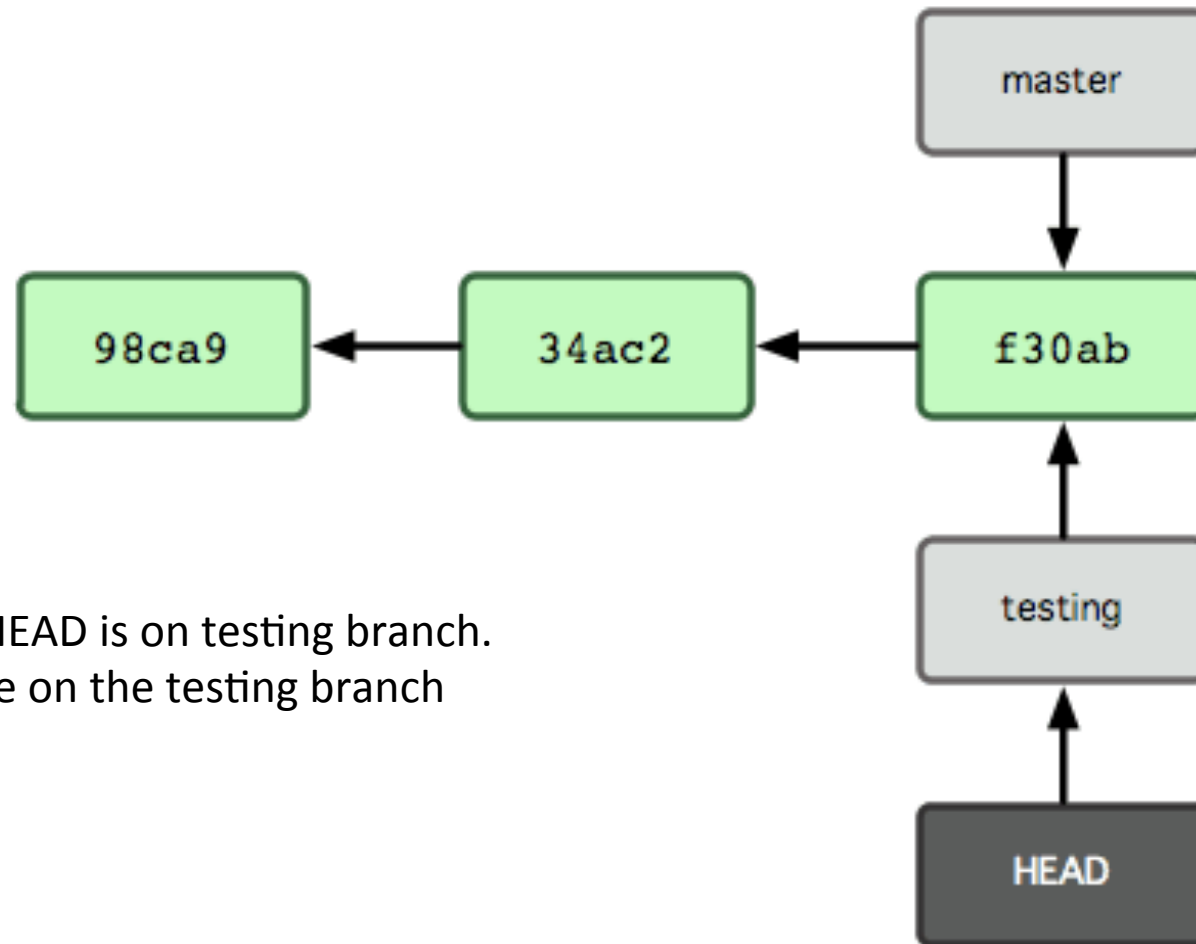 master
98ca9 34ac2 f30ab
testing
HEAD is on testing branch.
e on the testing branch
HEAD